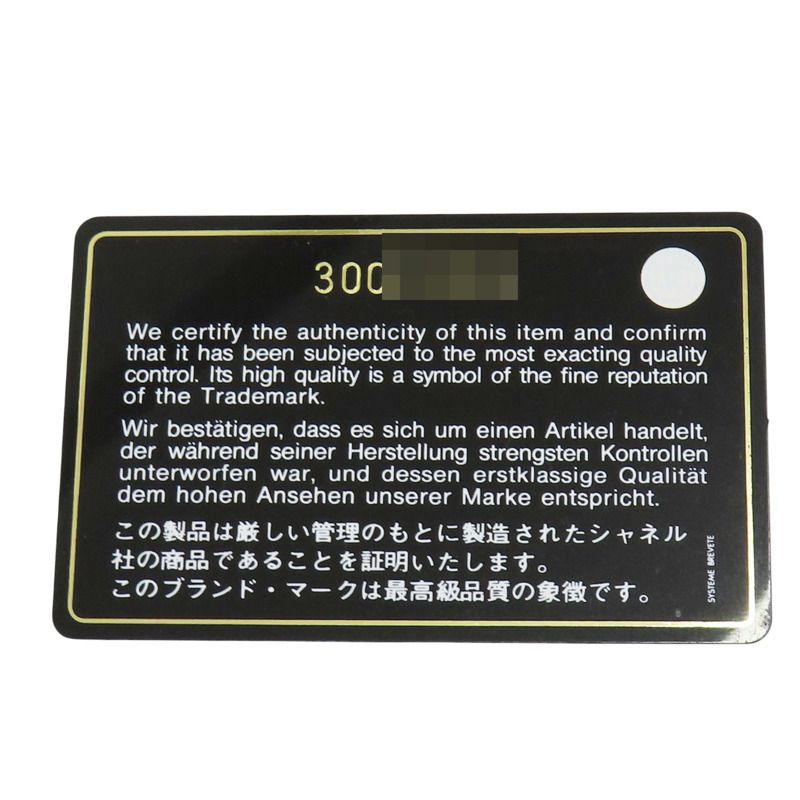 300
We certify the authenticity of this item and confirm
that it has been subjected to the most exacting quality
control. Its high quality is a symbol of the fine reputation
of the Trademark.
Wir bestätigen, dass es sich um einen Artikel handelt,
der während seiner Herstellung strengsten Kontrollen
unterworfen war, und dessen erstklassige Qualität
dem hohen Ansehen unserer Marke entspricht.
この製品は厳しい管理のもとに製造されたシャネル
社の商品であることを証明いたします。
このブランド・マークは最高級品質の象徴です。
SYSTEME BREVETE